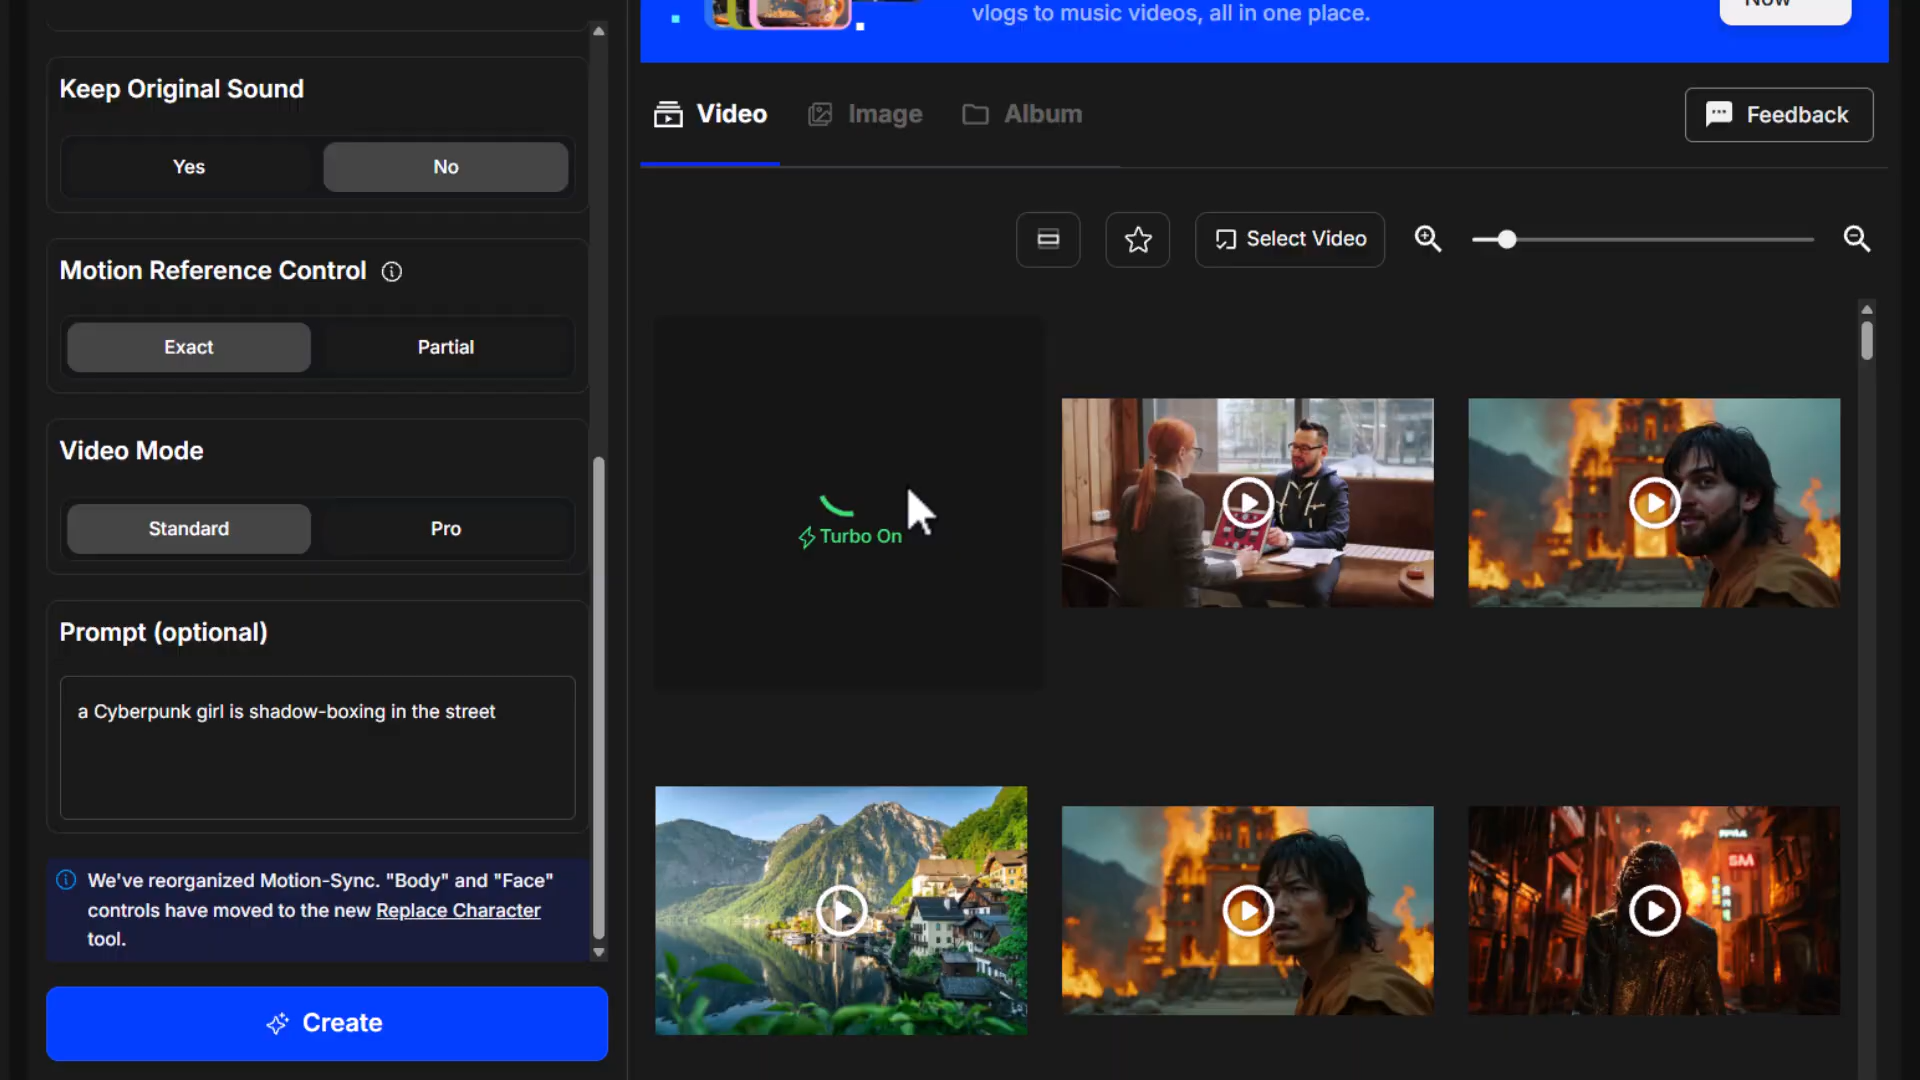 Keep Original Sound
Yes
No
Motion Reference Control
Exact
Partial
Video Mode
Standard
Pro
Prompt (optional)
a Cyberpunk girl is shadow-boxing in the street
We've reorganized Motion-Sync. "Body" and "Face"
controls have moved to the new Replace Character
tool.
Create
vlogs to music videos, all in one place.
Now
Video
Image
Album
Feedback
Select Video
Turbo On